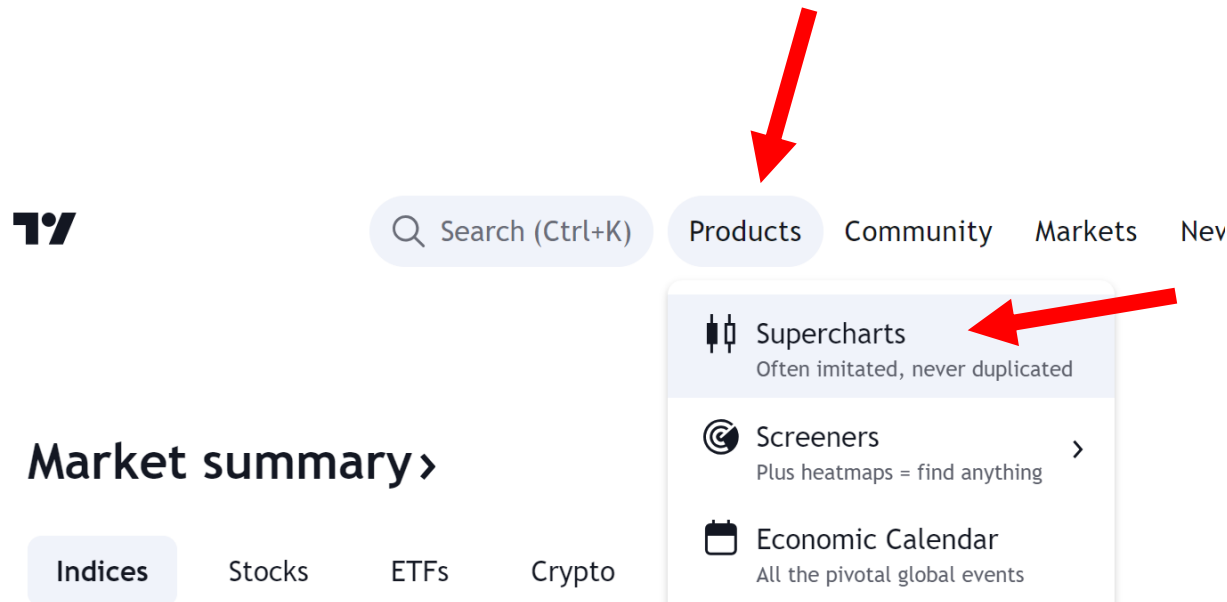 Search (Ctrl+K) Products Community Markets
Supercharts
Often imitated, never duplicated
Screeners
Plus heatmaps = find anything
Economic Calendar
All the pivotal global events
Market summary
Indices Stocks ETFs Crypto